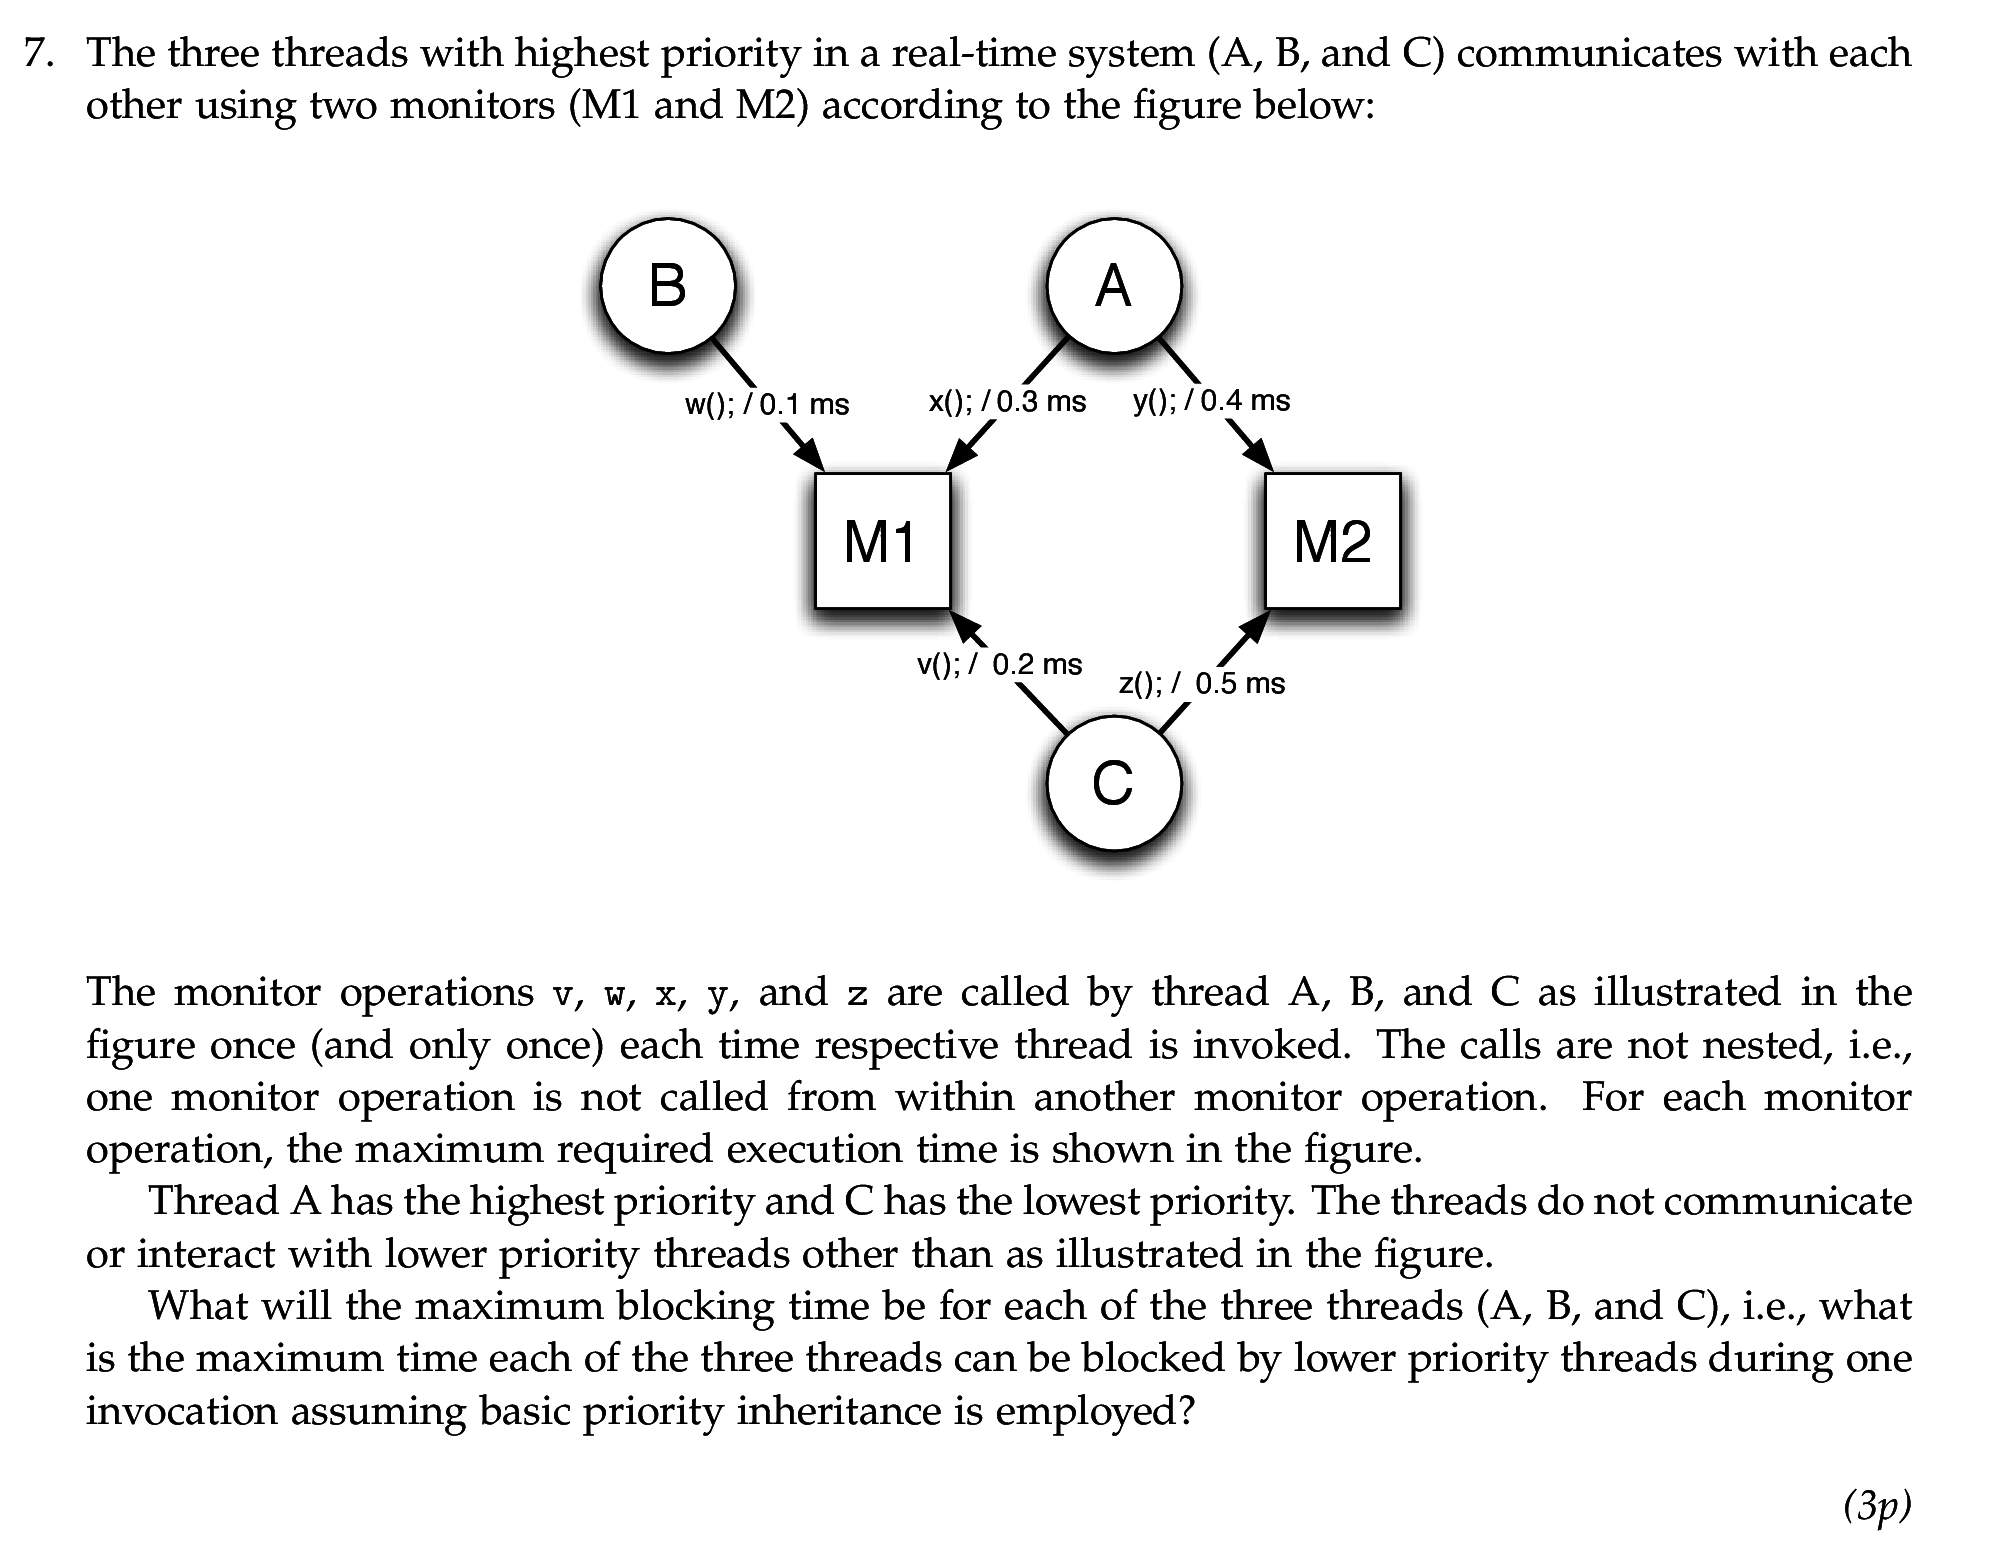 7. The three threads with highest priority in a real-time system (A, B, and C) communicates with each
other using two monitors (M1 and M2) according to the figure below:
B
A
w(); / 0.1 ms
x(); / 0.3 ms
y(); / 0.4 ms
M1
M2
v(); / 0.2 ms
z(); / 0.5 ms
C
The monitor operations v, w, x, y, and z are called by thread A, B, and C as illustrated in the
figure once (and only once) each time respective thread is invoked. The calls are not nested, i.e.,
one monitor operation is not called from within another monitor operation. For each monitor
operation, the maximum required execution time is shown in the figure.
Thread A has the highest priority and C has the lowest priority. The threads do not communicate
or interact with lower priority threads other than as illustrated in the figure.
What will the maximum blocking time be for each of the three threads (A, B, and C), i.e., what
is the maximum time each of the three threads can be blocked by lower priority threads during one
invocation assuming basic priority inheritance is employed?
(3p)